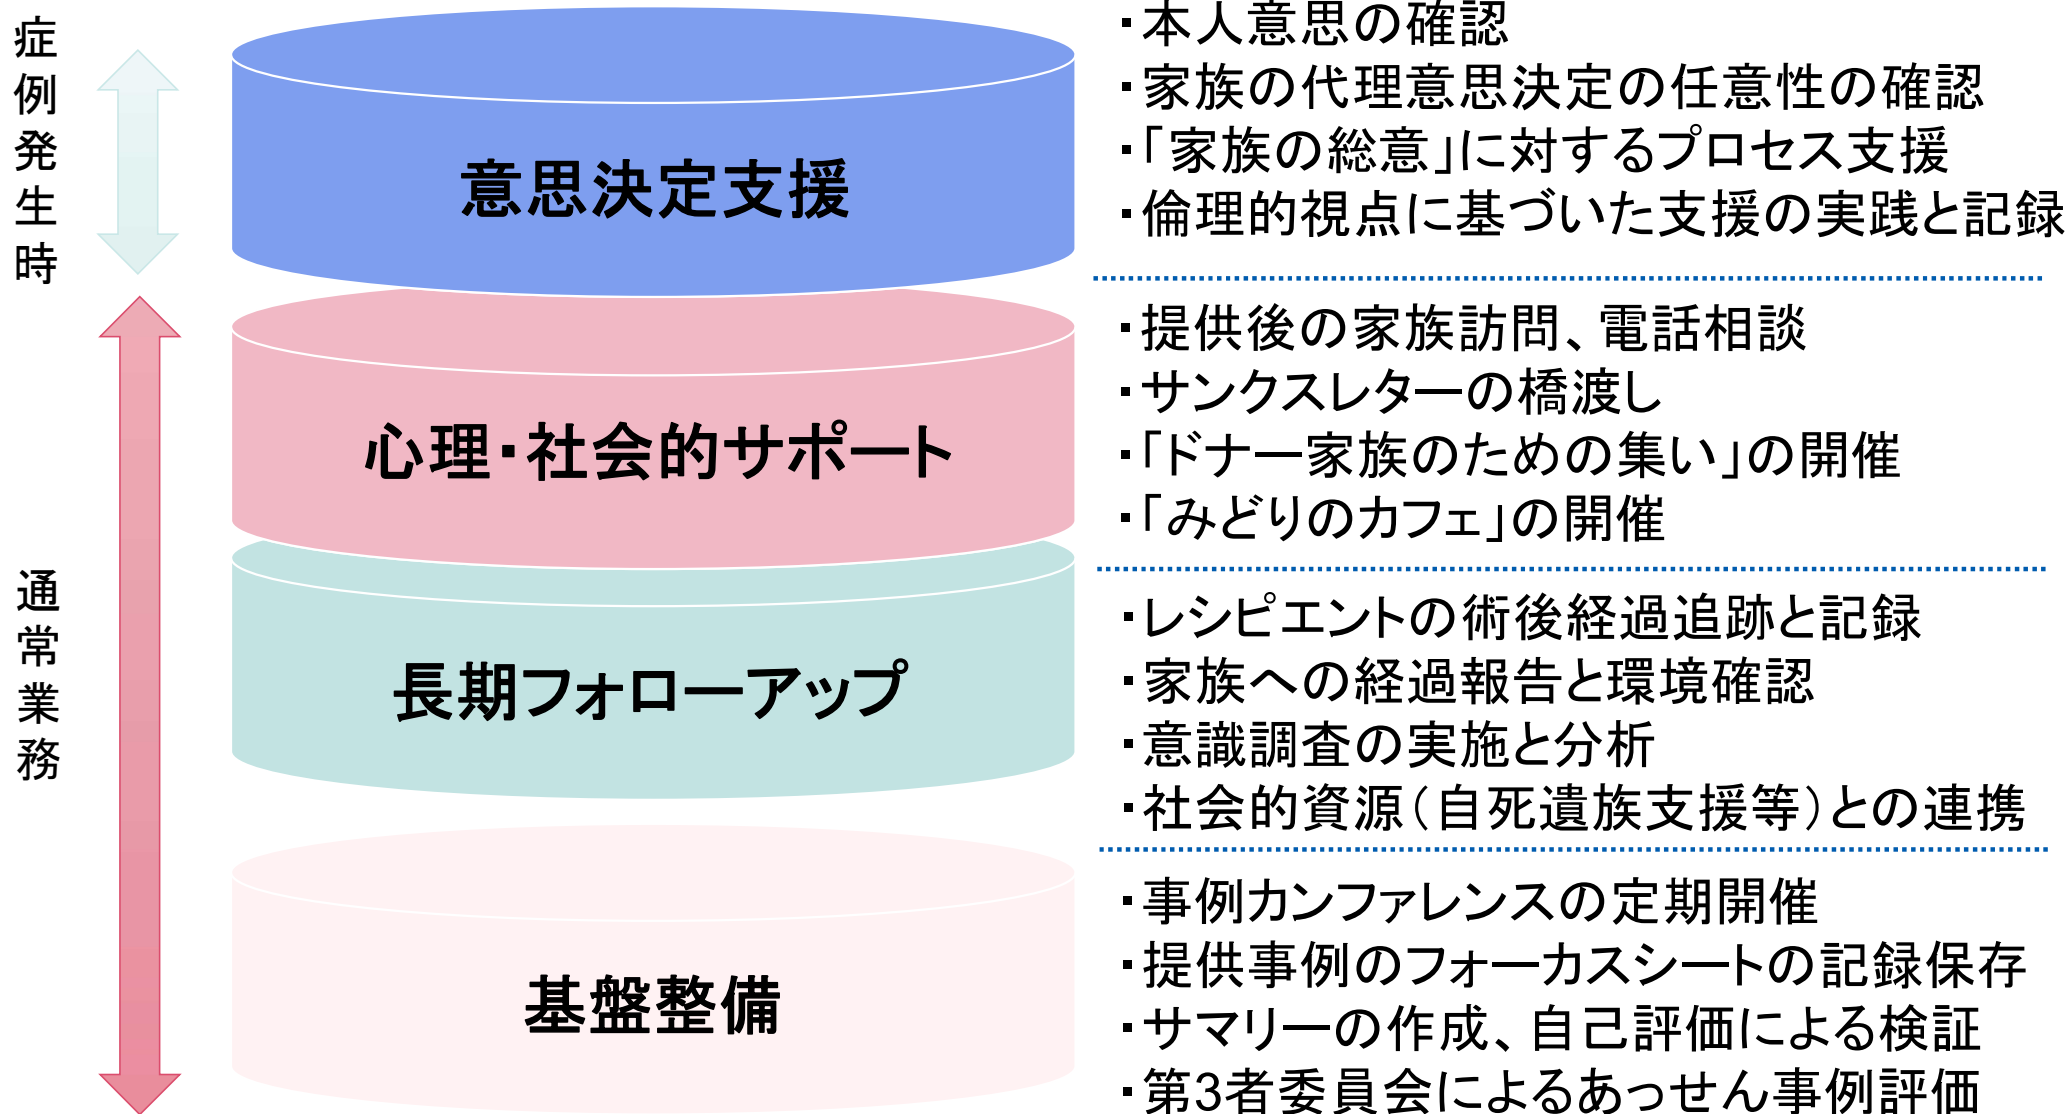 症例発生時
意思決定支援
・本人意思の確認
・家族の代理意思決定の任意性の確認
・「家族の総意」に対するプロセス支援
・倫理的視点に基づいた支援の実践と記録
通常業務
心理・社会的サポート
・提供後の家族訪問、電話相談
・サンクスレターの橋渡し
・「ドナー家族のための集い」の開催
・「みどりのカフェ」の開催
長期フォローアップ
・レシピエントの術後経過追跡と記録
・家族への経過報告と環境確認
・意識調査の実施と分析
・社会的資源（自死遺族支援等）との連携
基盤整備
・事例カンファレンスの定期開催
・提供事例のフォーカスシートの記録保存
・サマリーの作成、自己評価による検証
・第3者委員会によるあっせん事例評価